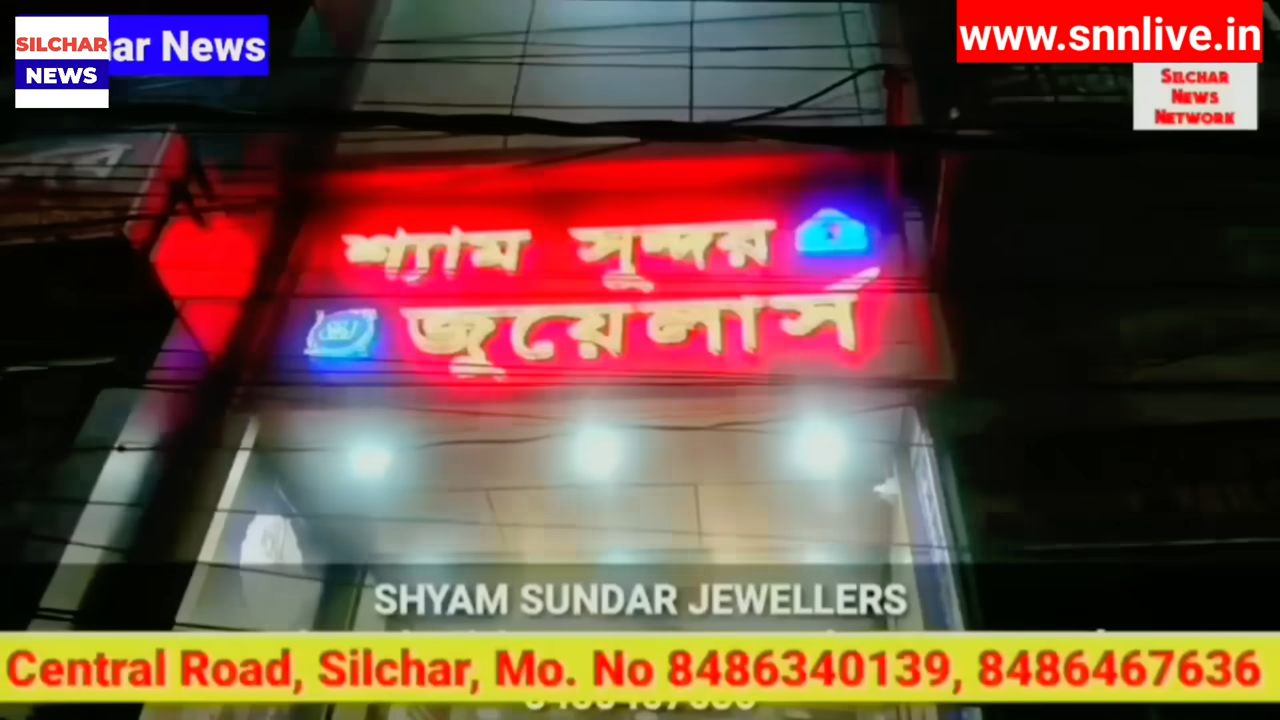 SILCHAR
NEWS
ar News
www.snnlive.in
SILCHAR
NEWS
NETWORK
শ্যাম সুন্দর
জুয়েলার্স
SHYAM SUNDAR JEWELLERS
Central Road, Silchar, Mo. No 8486340139, 8486467636